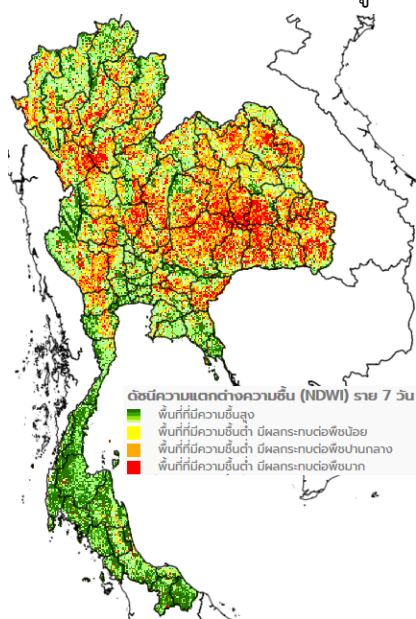 ดัชนีความแตกต่างความชื้น (NDWI) ราย 7 วัน
พื้นที่ที่มีความชื้นสูง
พื้นที่ที่มีความชื้นต่ำ มีผลกระทบต่อพืชน้อย
พื้นที่ที่มีความชื้นต่ำ มีผลกระทบต่อพืชปานกลาง
พื้นที่ที่มีความชื้นต่ำ มีผลกระทบต่อพืชมาก